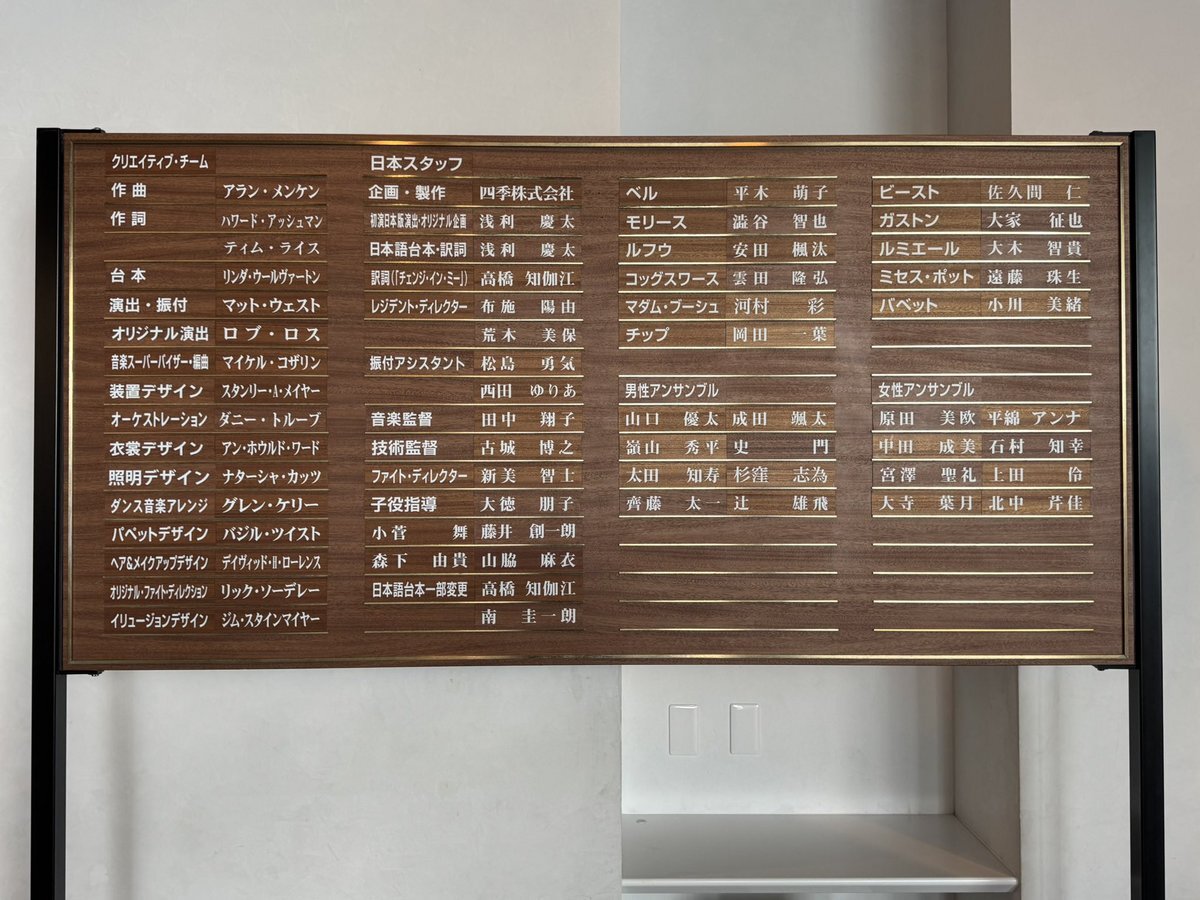 クリエイティブ・チーム
作曲 アラン・メンケン
作詞 ハワード・アッシュマン
ティム・ライス
台本 リンダ・ウールヴァートン
演出・振付 マット・ウェスト
オリジナル演出 ロブ・ロス
音楽スーパーバイザー・編曲 マイケル・コザリン
装置デザイン スタンリー・A・メイヤー
オーケストレーション ダニー・トルーブ
衣裳デザイン アン・ホウルド・ワード
照明デザイン ナターシャ・カッツ
ダンス音楽アレンジ グレン・ケリー
パペットデザイン バジル・ツイスト
ヘア&メイクアップデザイン デイヴィッド・H・ローレンス
オリジナル・ファイト・ディレクション リック・ソーデレー
イリュージョンデザイン ジム・スタインマイヤー
日本スタッフ
企画・製作 四季株式会社
初演日本版演出・オリジナル企画 浅利 慶太
日本語台本・訳詞 浅利 慶太
訳詞(「チェンジ・イン・ミー」) 高橋 知伽江
レジデント・ディレクター 布施 陽由
荒木 美保
振付アシスタント 松島 勇気
西田 ゆりあ
音楽監督 田中 翔子
技術監督 古城 博之
ファイト・ディレクター 新美 智士
子役指導 大徳 朋子
小菅 舞 藤井 創一朗
森下 由貴 山脇 麻衣
日本語台本一部変更 高橋 知伽江
南 圭一朗
ベル 平木 萌子
モリース 澁谷 智也
ルフウ 安田 楓汰
コッグスワース 雲田 隆弘
マダム・ブーシュ 河村 彩
チップ 岡田 一葉
男性アンサンブル
山口 優太 成田 颯太
嶺山 秀平 史 門
太田 知寿 杉窪 志為
齊藤 太一 辻 雄飛
ビースト 佐久間 仁
ガストン 大家 征也
ルミエール 大木 智貴
ミセス・ポット 遠藤 珠生
バベット 小川 美緒
女性アンサンブル
原田 美欧 平綿 アンナ
中田 成美 石村 知幸
宮澤 聖礼 上田 伶
大寺 葉月 北中 芹佳